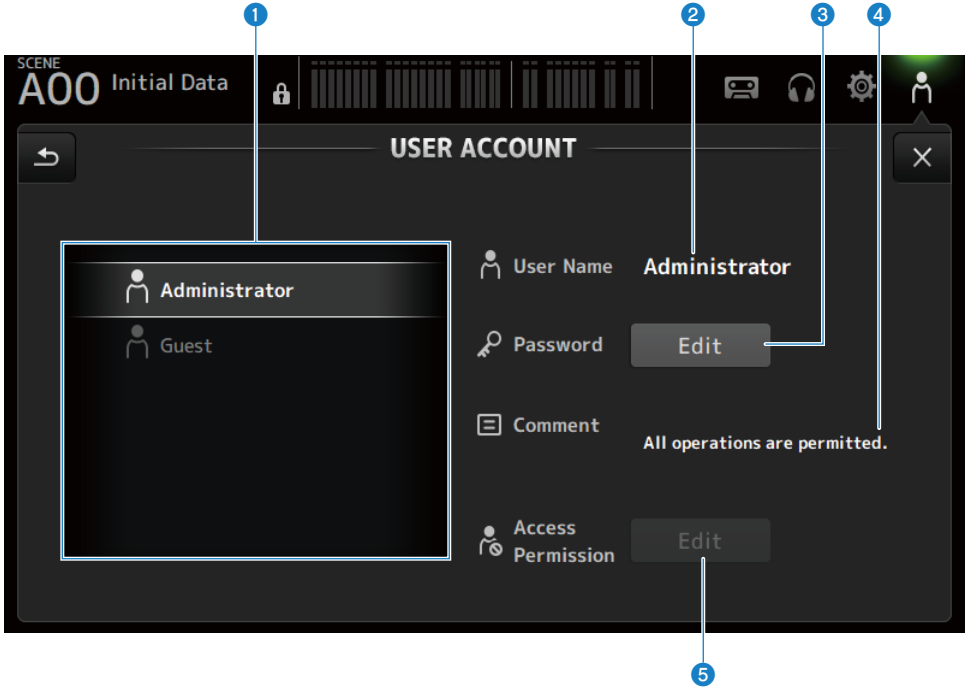 1 2 3 4
SCENE
A00 Initial Data
USER ACCOUNT
Administrator
Guest
User Name Administrator
Password Edit
Comment
All operations are permitted.
Access
Permission
Edit
5